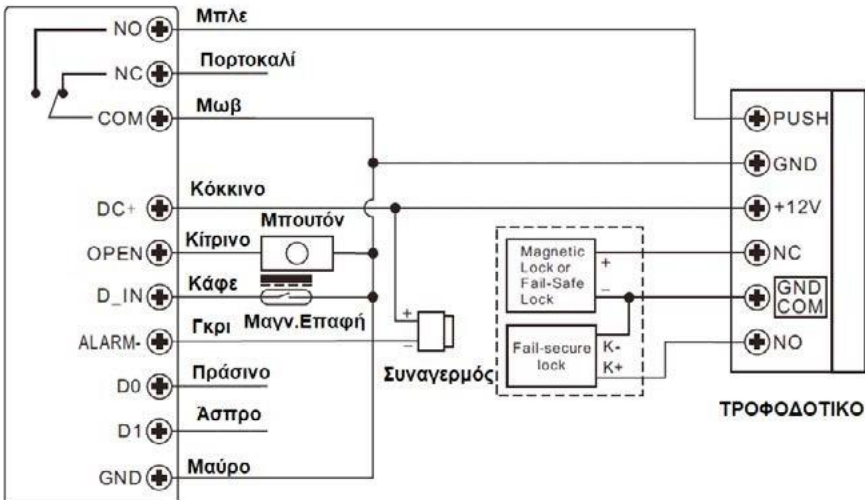 NO Μπλε
NC Πορτοκαλί
COM Μωβ
DC+ Κόκκινο
OPEN Κίτρινο Μπουτόν
D_IN Κάφε Μαγν.Επαφή
ALARM- Γκρι
+
−
Συναγερμός
D0 Πράσινο
D1 Άσπρο
GND Μαύρο
Magnetic
Lock or
Fail-Safe
Lock
+
−
Fail-secure
lock
K-
K+
PUSH
GND
+12V
NC
GND
COM
NO
ΤΡΟΦΟΔΟΤΙΚΟ